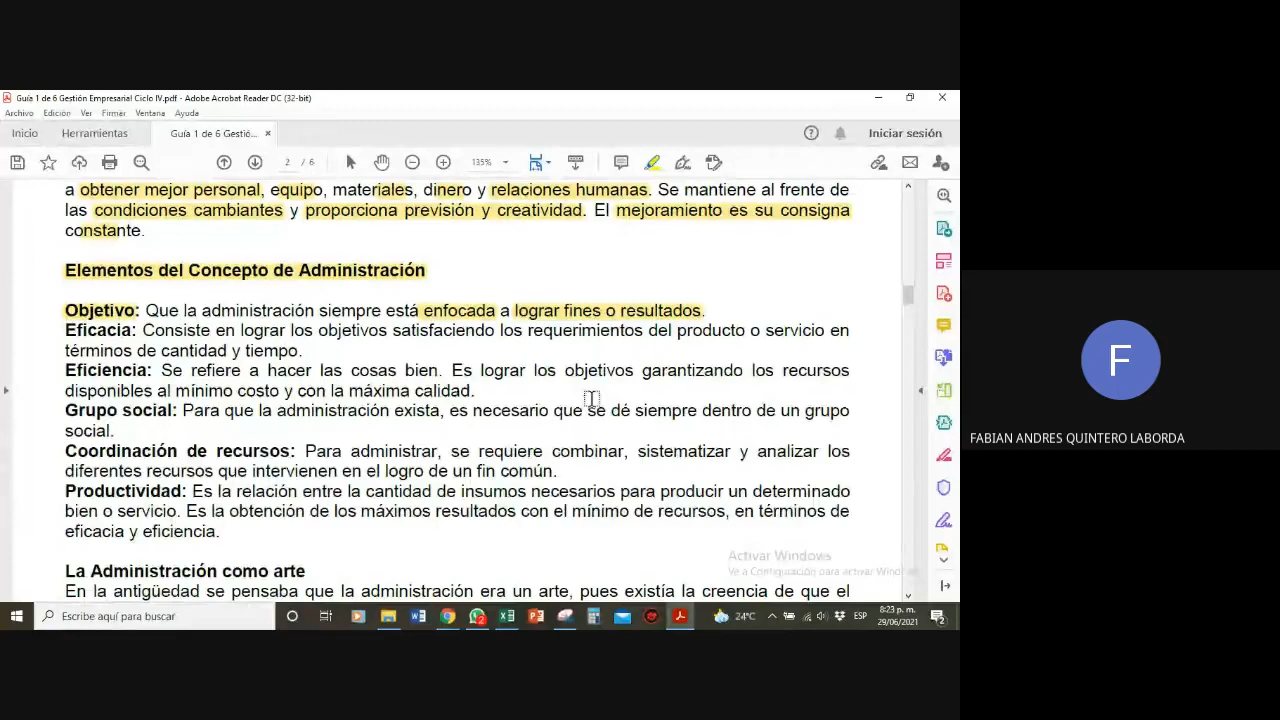 Guía 1 de 6 Gestión Empresarial Ciclo IV.pdf - Adobe Acrobat Reader DC (32-bit)
Archivo Edición Ver Firmar Ventana Ayuda
Inicio Herramientas Guía 1 de 6 Gestió... × Iniciar sesión
2 / 6 135%
a obtener mejor personal, equipo, materiales, dinero y relaciones humanas. Se mantiene al frente de
las condiciones cambiantes y proporciona previsión y creatividad. El mejoramiento es su consigna
constante.
Elementos del Concepto de Administración
Objetivo: Que la administración siempre está enfocada a lograr fines o resultados.
Eficacia: Consiste en lograr los objetivos satisfaciendo los requerimientos del producto o servicio en
términos de cantidad y tiempo.
Eficiencia: Se refiere a hacer las cosas bien. Es lograr los objetivos garantizando los recursos
disponibles al mínimo costo y con la máxima calidad.
Grupo social: Para que la administración exista, es necesario que se dé siempre dentro de un grupo
social.
Coordinación de recursos: Para administrar, se requiere combinar, sistematizar y analizar los
diferentes recursos que intervienen en el logro de un fin común.
Productividad: Es la relación entre la cantidad de insumos necesarios para producir un determinado
bien o servicio. Es la obtención de los máximos resultados con el mínimo de recursos, en términos de
eficacia y eficiencia.
La Administración como arte
En la antigüedad se pensaba que la administración era un arte, pues existía la creencia de que el
Activar Windows
Ve a Configuración para activar Wind
Escribe aquí para buscar
24°C ESP 8:23 p. m.
29/06/2021
F
FABIAN ANDRES QUINTERO LABORDA